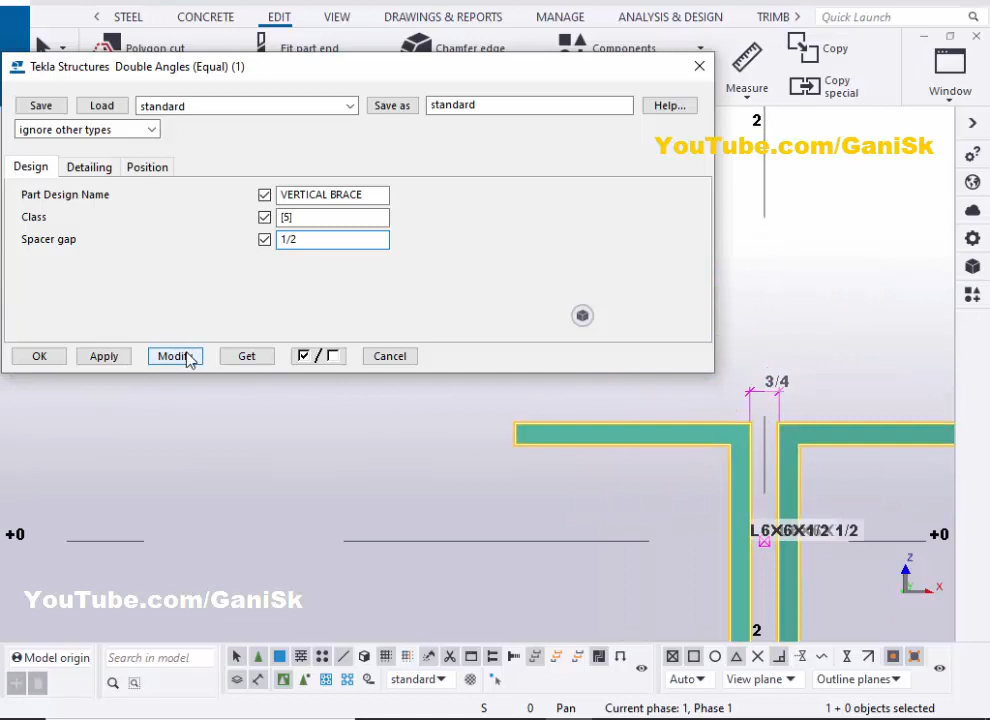 STEEL CONCRETE EDIT VIEW DRAWINGS & REPORTS MANAGE ANALYSIS & DESIGN TRIMB Quick Launch
Polygon cut Fit part end Chamfer edge Components Copy
Tekla Structures Double Angles (Equal) (1)
Measure Copy special Window
Save Load standard Save as standard Help...
ignore other types
2
YouTube.com/GaniSk
Design Detailing Position
Part Design Name VERTICAL BRACE
Class [5]
Spacer gap 1/2
OK Apply Modify Get / Cancel
3/4
+0 L6X6X1/2 1/2 +0
Z
X
YouTube.com/GaniSk
2
Model origin Search in model
standard Auto View plane Outline planes
S 0 Pan Current phase: 1, Phase 1 1 + 0 objects selected